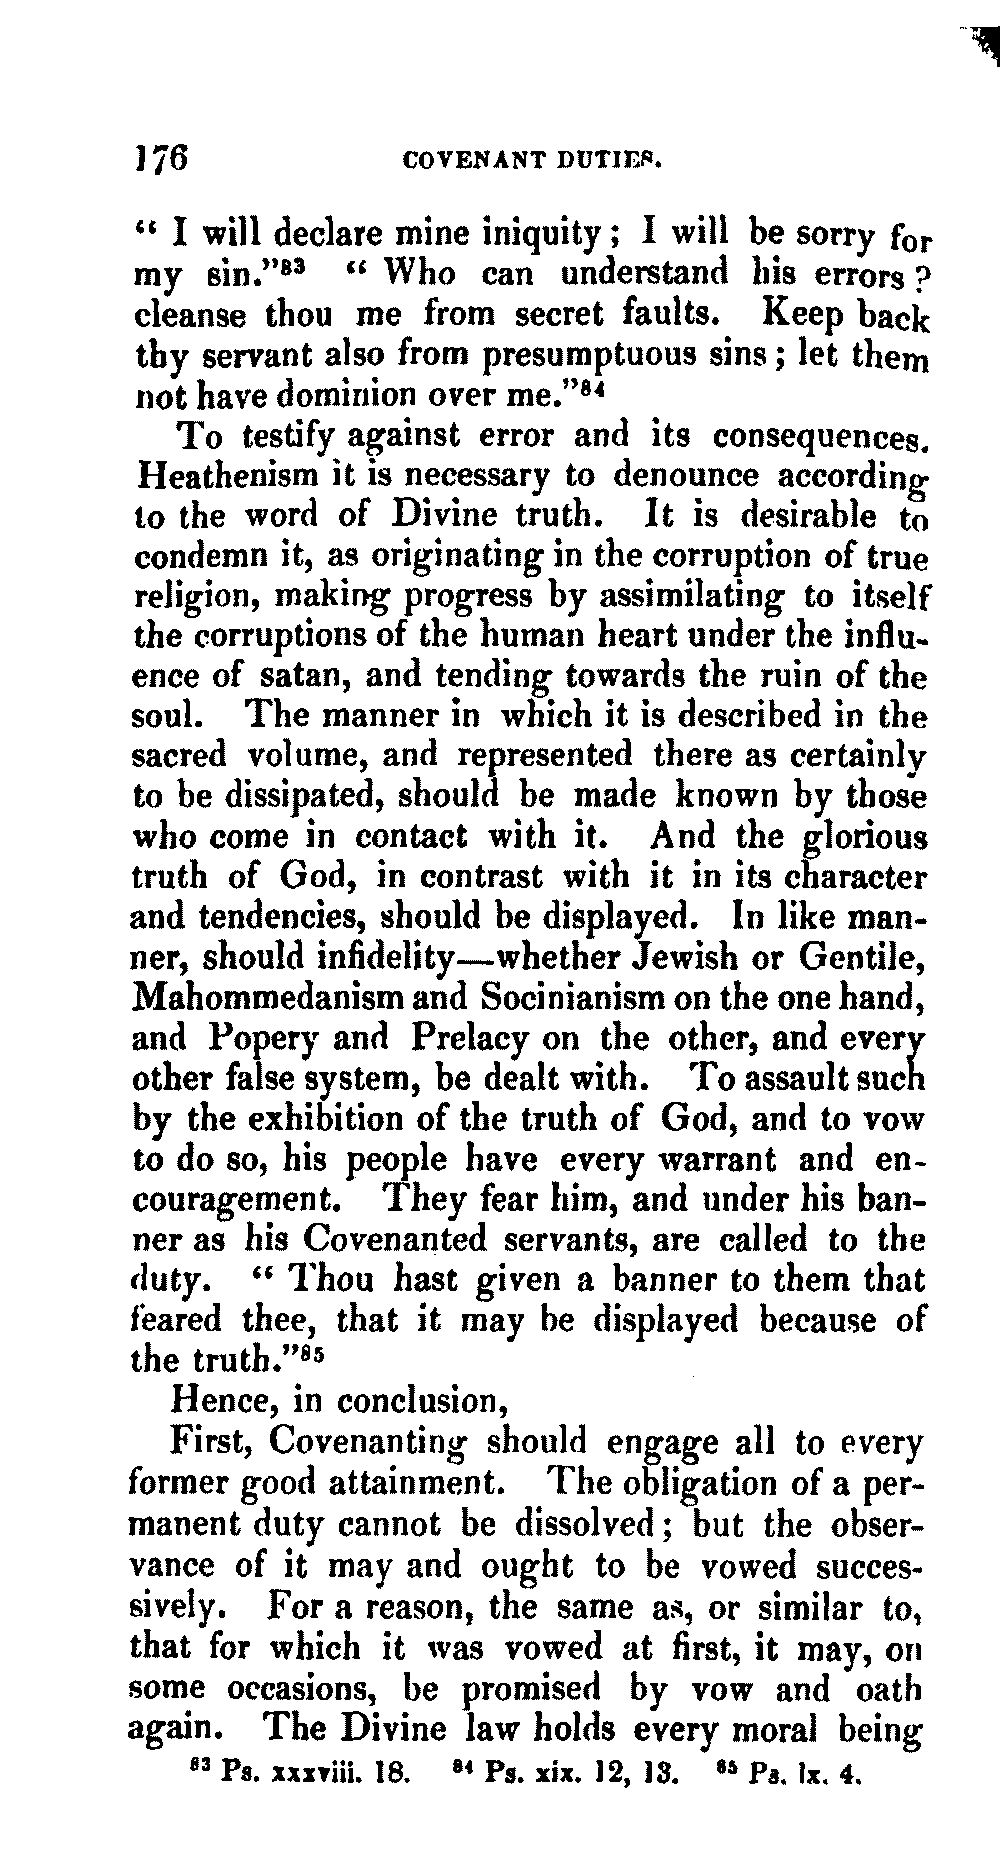 176 COVENANT DUTIES.
“ I will declare mine iniquity ; I will be sorry for
my sin.”83 “ Who can understand his errors ?
cleanse thou me from secret faults. Keep back
thy servant also from presumptuous sins ; let them
not have dominion over me.”84
To testify against error and its consequences.
Heathenism it is necessary to denounce according
to the word of Divine truth. It is desirable to
condemn it, as originating in the corruption of true
religion, making progress by assimilating to itself
the corruptions of the human heart under the influ-
ence of satan, and tending towards the ruin of the
soul. The manner in which it is described in the
sacred volume, and represented there as certainly
to be dissipated, should be made known by those
who come in contact with it. And the glorious
truth of God, in contrast with it in its character
and tendencies, should be displayed. In like man-
ner, should infidelity—whether Jewish or Gentile,
Mahommedanism and Socinianism on the one hand,
and Popery and Prelacy on the other, and every
other false system, be dealt with. To assault such
by the exhibition of the truth of God, and to vow
to do so, his people have every warrant and en-
couragement. They fear him, and under his ban-
ner as his Covenanted servants, are called to the
duty. “ Thou hast given a banner to them that
feared thee, that it may be displayed because of
the truth.”85
Hence, in conclusion,
First, Covenanting should engage all to every
former good attainment. The obligation of a per-
manent duty cannot be dissolved ; but the obser-
vance of it may and ought to be vowed succes-
sively. For a reason, the same as, or similar to,
that for which it was vowed at first, it may, on
some occasions, be promised by vow and oath
again. The Divine law holds every moral being
83 Ps. xxxviii. 18. 84 Ps. xix. 12, 13. 85 Ps. lx. 4.